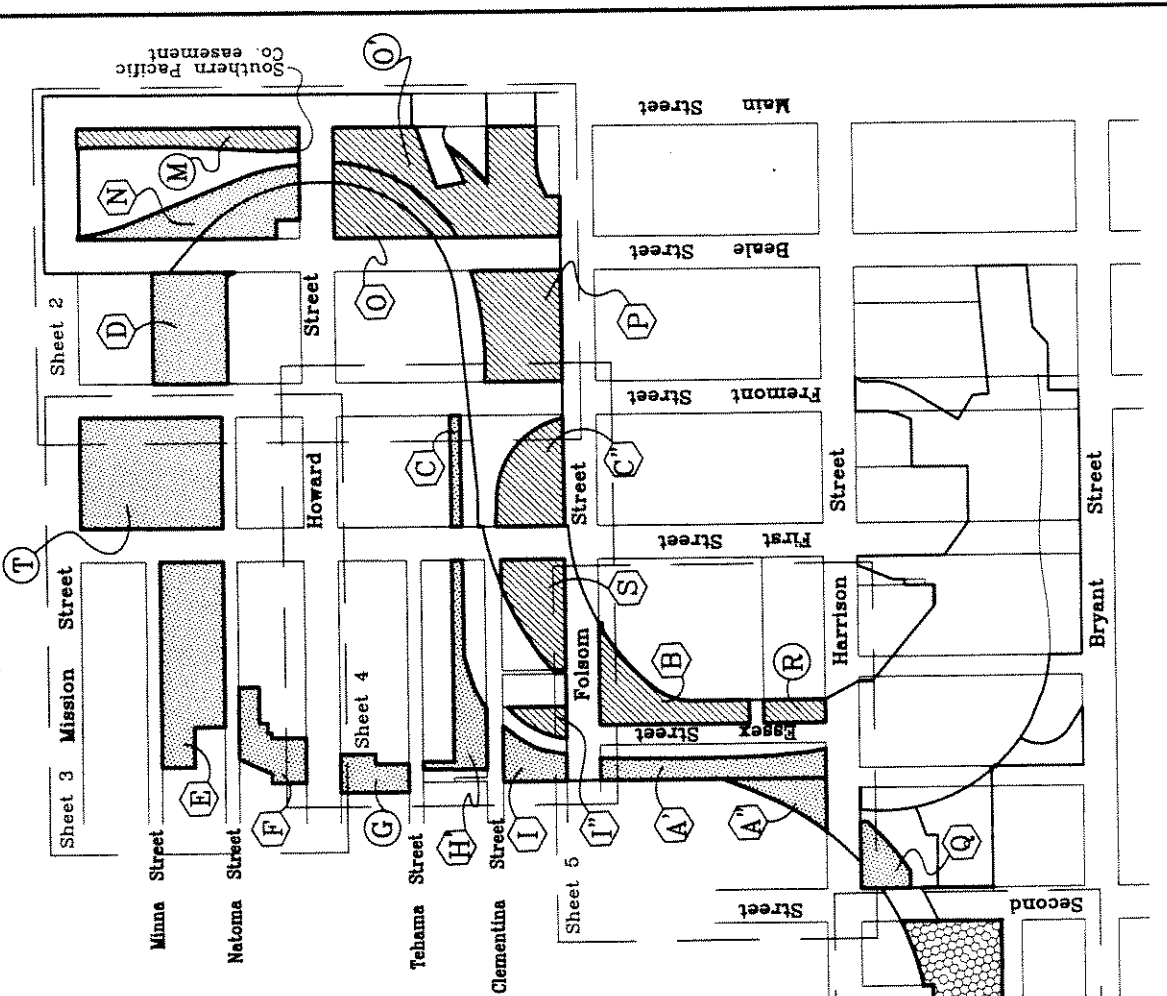 Southern Pacific
Co. easement
O'
M
N
Main Street
Sheet 2
D
Street
O
Beale Street
P
Fremont Street
C
C"
T
Howard
Street
Street
Street
First Street
Mission Street
S
Sheet 3
Sheet 4
Folsom
B
R
Harrison
Bryant
Essex Street
E
F
G
H'
I
I"
A'
A"
Q
Minna Street
Natoma Street
Tehama Street
Clementina Street
Sheet 5
Second Street